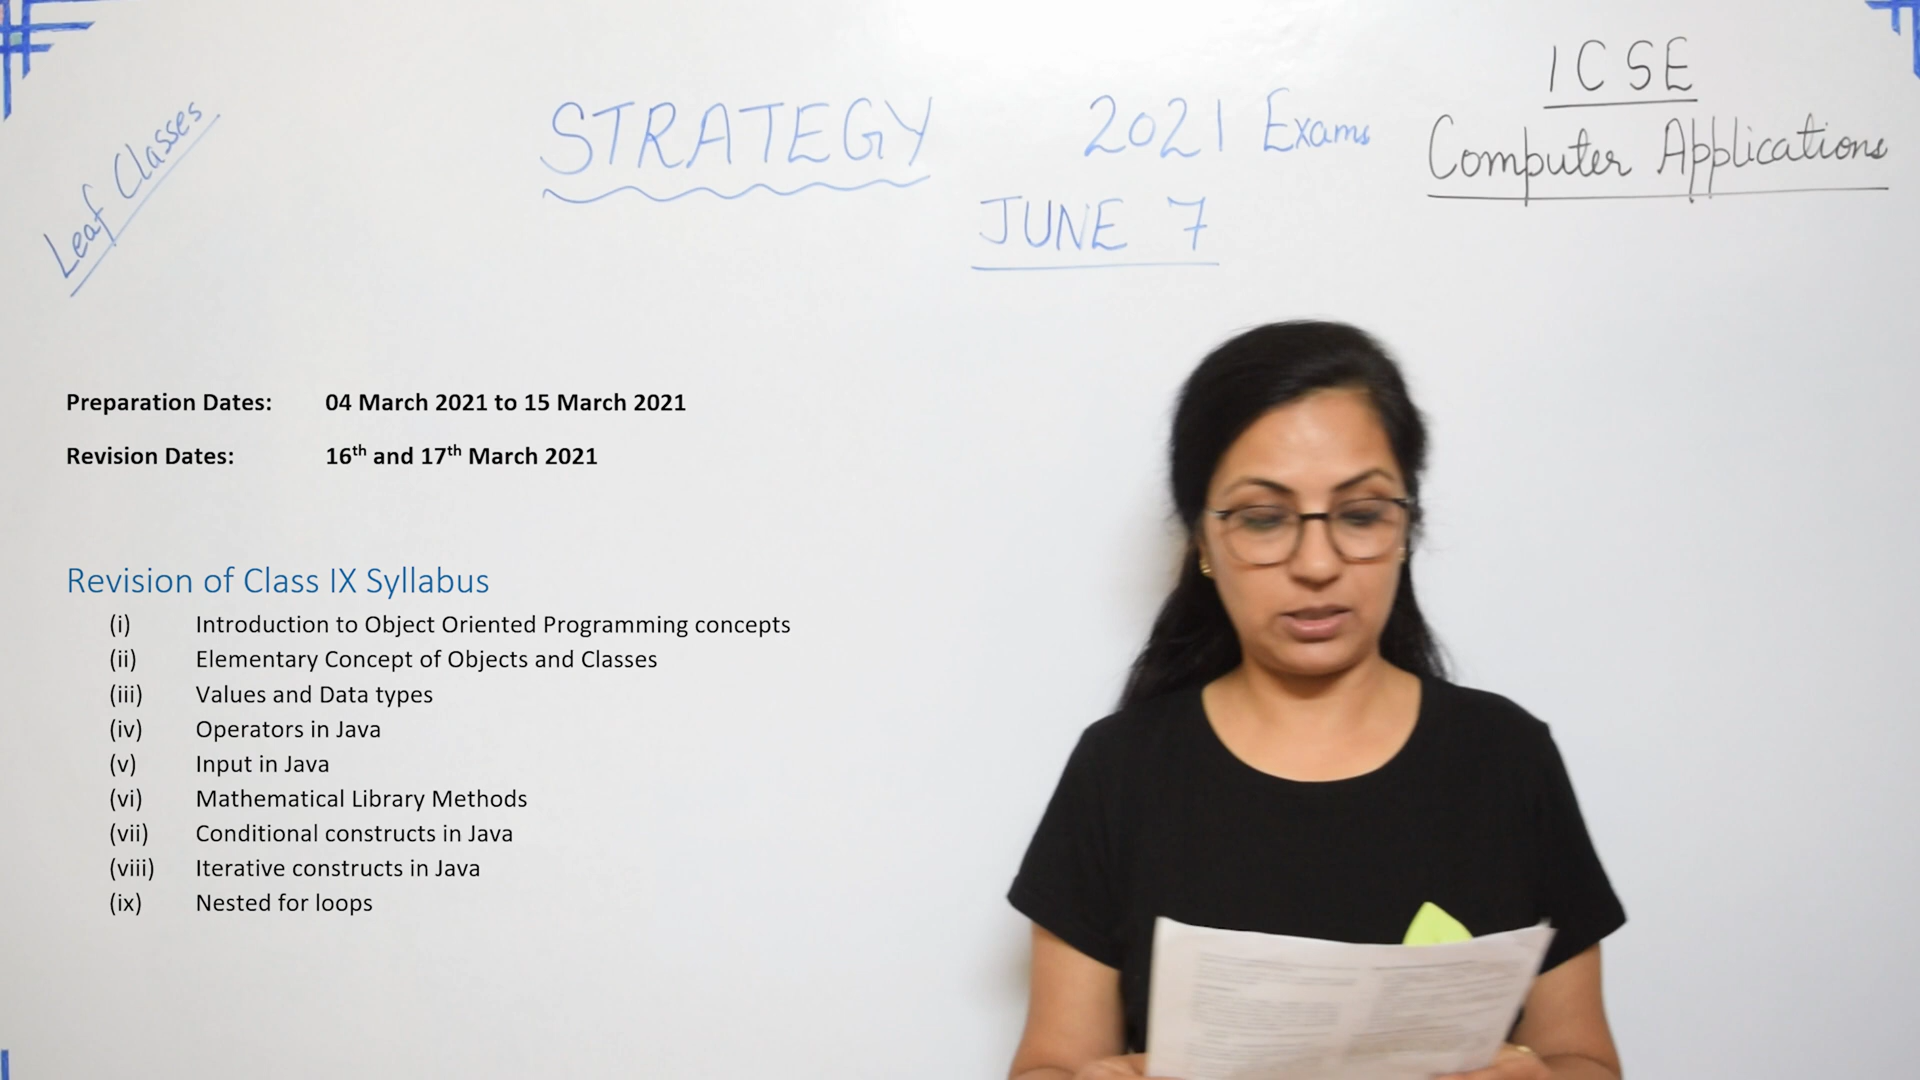 Leaf Classes
STRATEGY
2021 Exams
JUNE 7
ICSE
Computer Applications
Preparation Dates: 04 March 2021 to 15 March 2021
Revision Dates: 16th and 17th March 2021
Revision of Class IX Syllabus
(i) Introduction to Object Oriented Programming concepts
(ii) Elementary Concept of Objects and Classes
(iii) Values and Data types
(iv) Operators in Java
(v) Input in Java
(vi) Mathematical Library Methods
(vii) Conditional constructs in Java
(viii) Iterative constructs in Java
(ix) Nested for loops